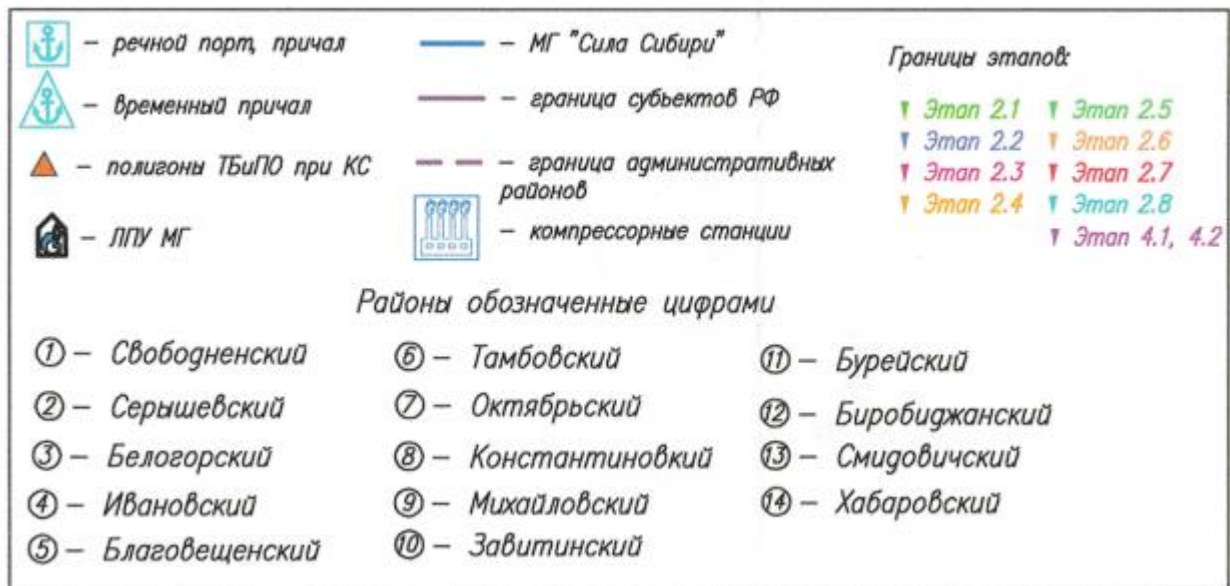 – речной порт, причал
– временный причал
– полигоны ТБиПО при КС
– ЛПУ МГ
– МГ "Сила Сибири"
– граница субъектов РФ
– граница административных
районов
– компрессорные станции
Границы этапов:
Этап 2.1
Этап 2.2
Этап 2.3
Этап 2.4
Этап 2.5
Этап 2.6
Этап 2.7
Этап 2.8
Этап 4.1, 4.2
Районы обозначенные цифрами
1 – Свободненский
2 – Серышевский
3 – Белогорский
4 – Ивановский
5 – Благовещенский
6 – Тамбовский
7 – Октябрьский
8 – Константиновкий
9 – Михайловский
10 – Завитинский
11 – Бурейский
12 – Биробиджанский
13 – Смидовичский
14 – Хабаровский